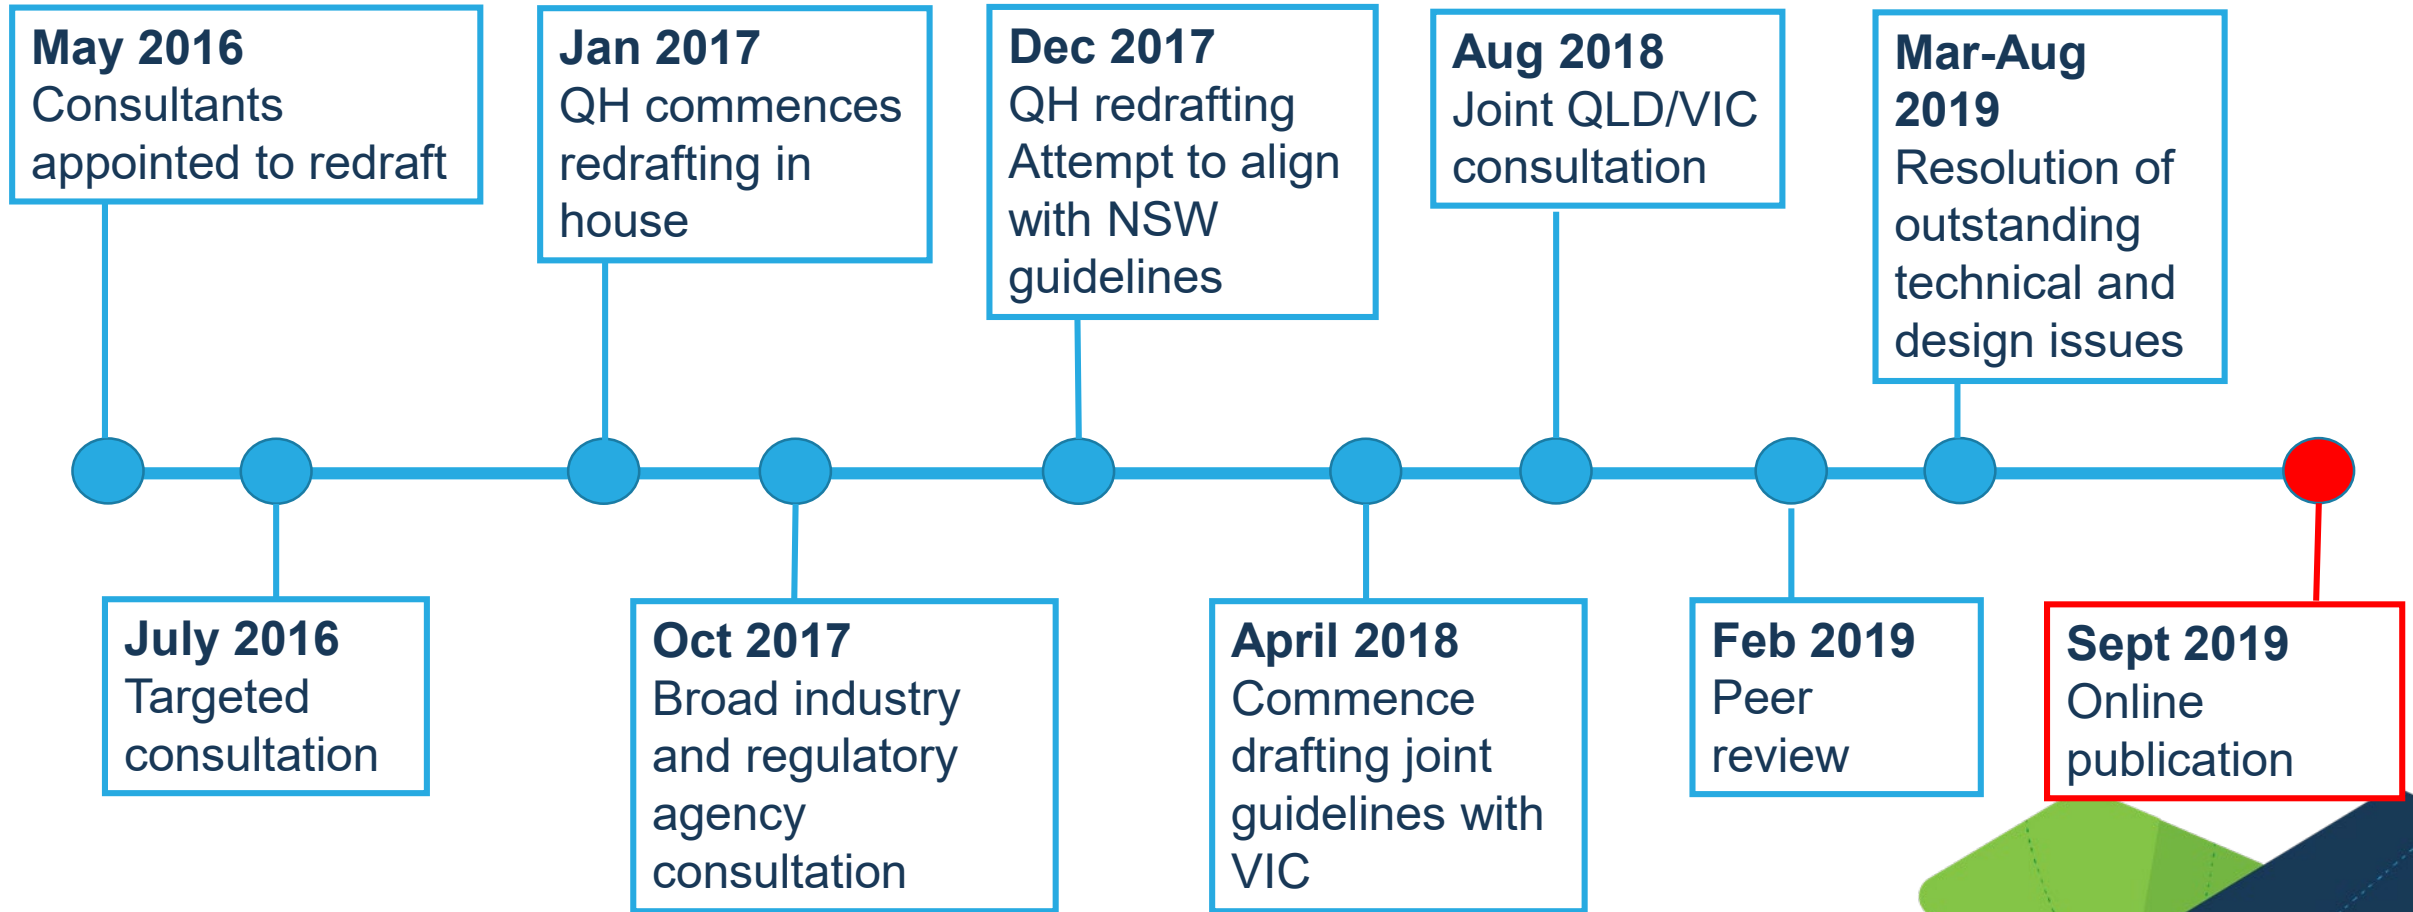 May 2016
Consultants
appointed to redraft
Jan 2017
QH commences
redrafting in
house
Dec 2017
QH redrafting
Attempt to align
with NSW
guidelines
Aug 2018
Joint QLD/VIC
consultation
Mar-Aug
2019
Resolution of
outstanding
technical and
design issues
July 2016
Targeted
consultation
Oct 2017
Broad industry
and regulatory
agency
consultation
April 2018
Commence
drafting joint
guidelines with
VIC
Feb 2019
Peer
review
Sept 2019
Online
publication